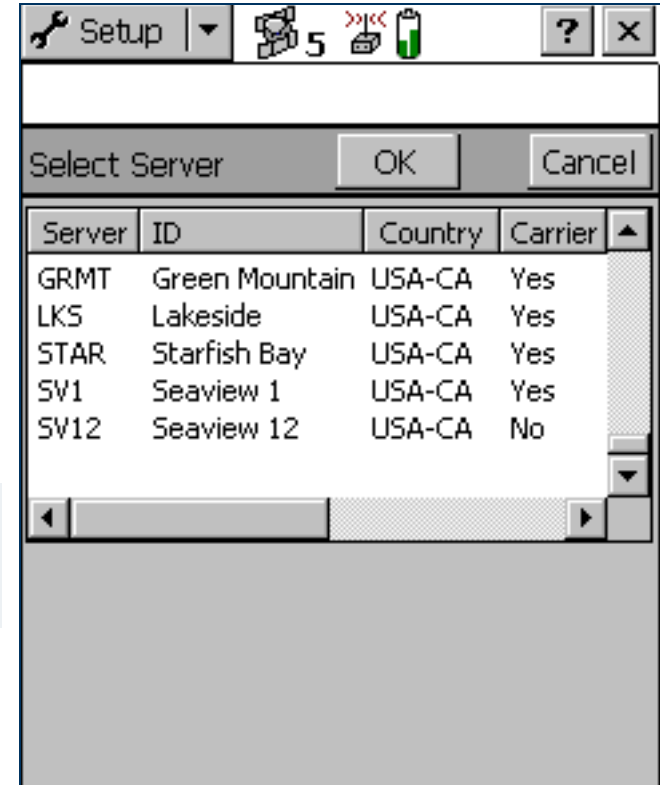 Setup 5 ? ×
Select Server OK Cancel
Server ID Country Carrier
GRMT Green Mountain USA-CA Yes
LKS Lakeside USA-CA Yes
STAR Starfish Bay USA-CA Yes
SV1 Seaview 1 USA-CA Yes
SV12 Seaview 12 USA-CA No